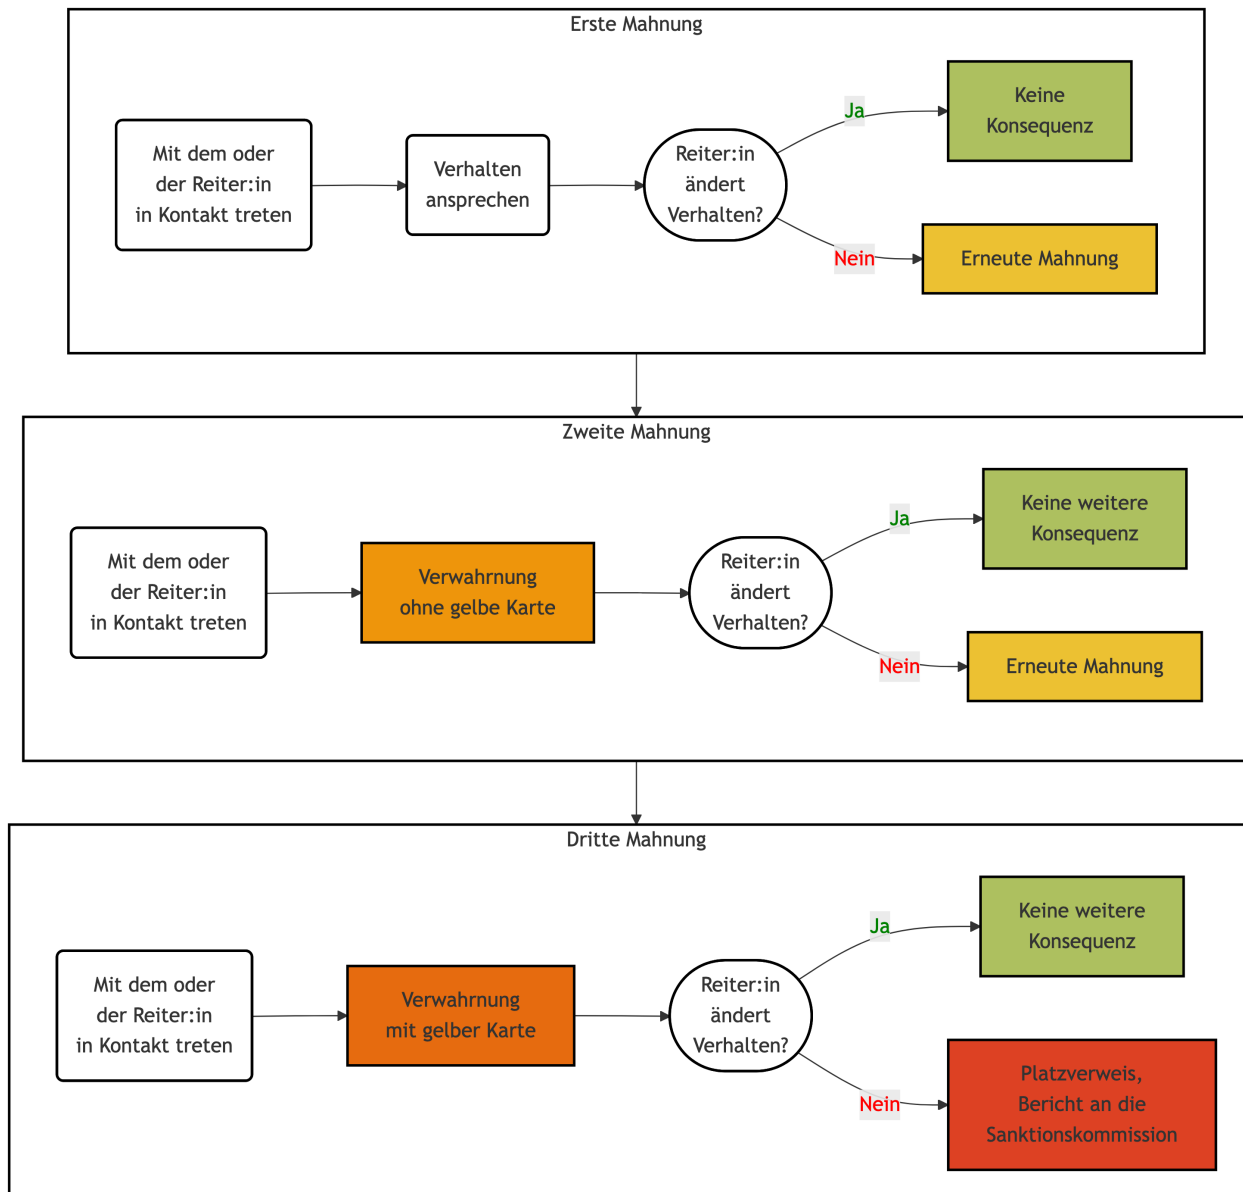 Erste Mahnung
Mit dem oder
der Reiter:in
in Kontakt treten
Verhalten
ansprechen
Reiter:in
ändert
Verhalten?
Ja
Keine
Konsequenz
Nein
Erneute Mahnung
Zweite Mahnung
Mit dem oder
der Reiter:in
in Kontakt treten
Verwahrnung
ohne gelbe Karte
Reiter:in
ändert
Verhalten?
Ja
Keine weitere
Konsequenz
Nein
Erneute Mahnung
Dritte Mahnung
Mit dem oder
der Reiter:in
in Kontakt treten
Verwahrnung
mit gelber Karte
Reiter:in
ändert
Verhalten?
Ja
Keine weitere
Konsequenz
Nein
Platzverweis,
Bericht an die
Sanktionskommission